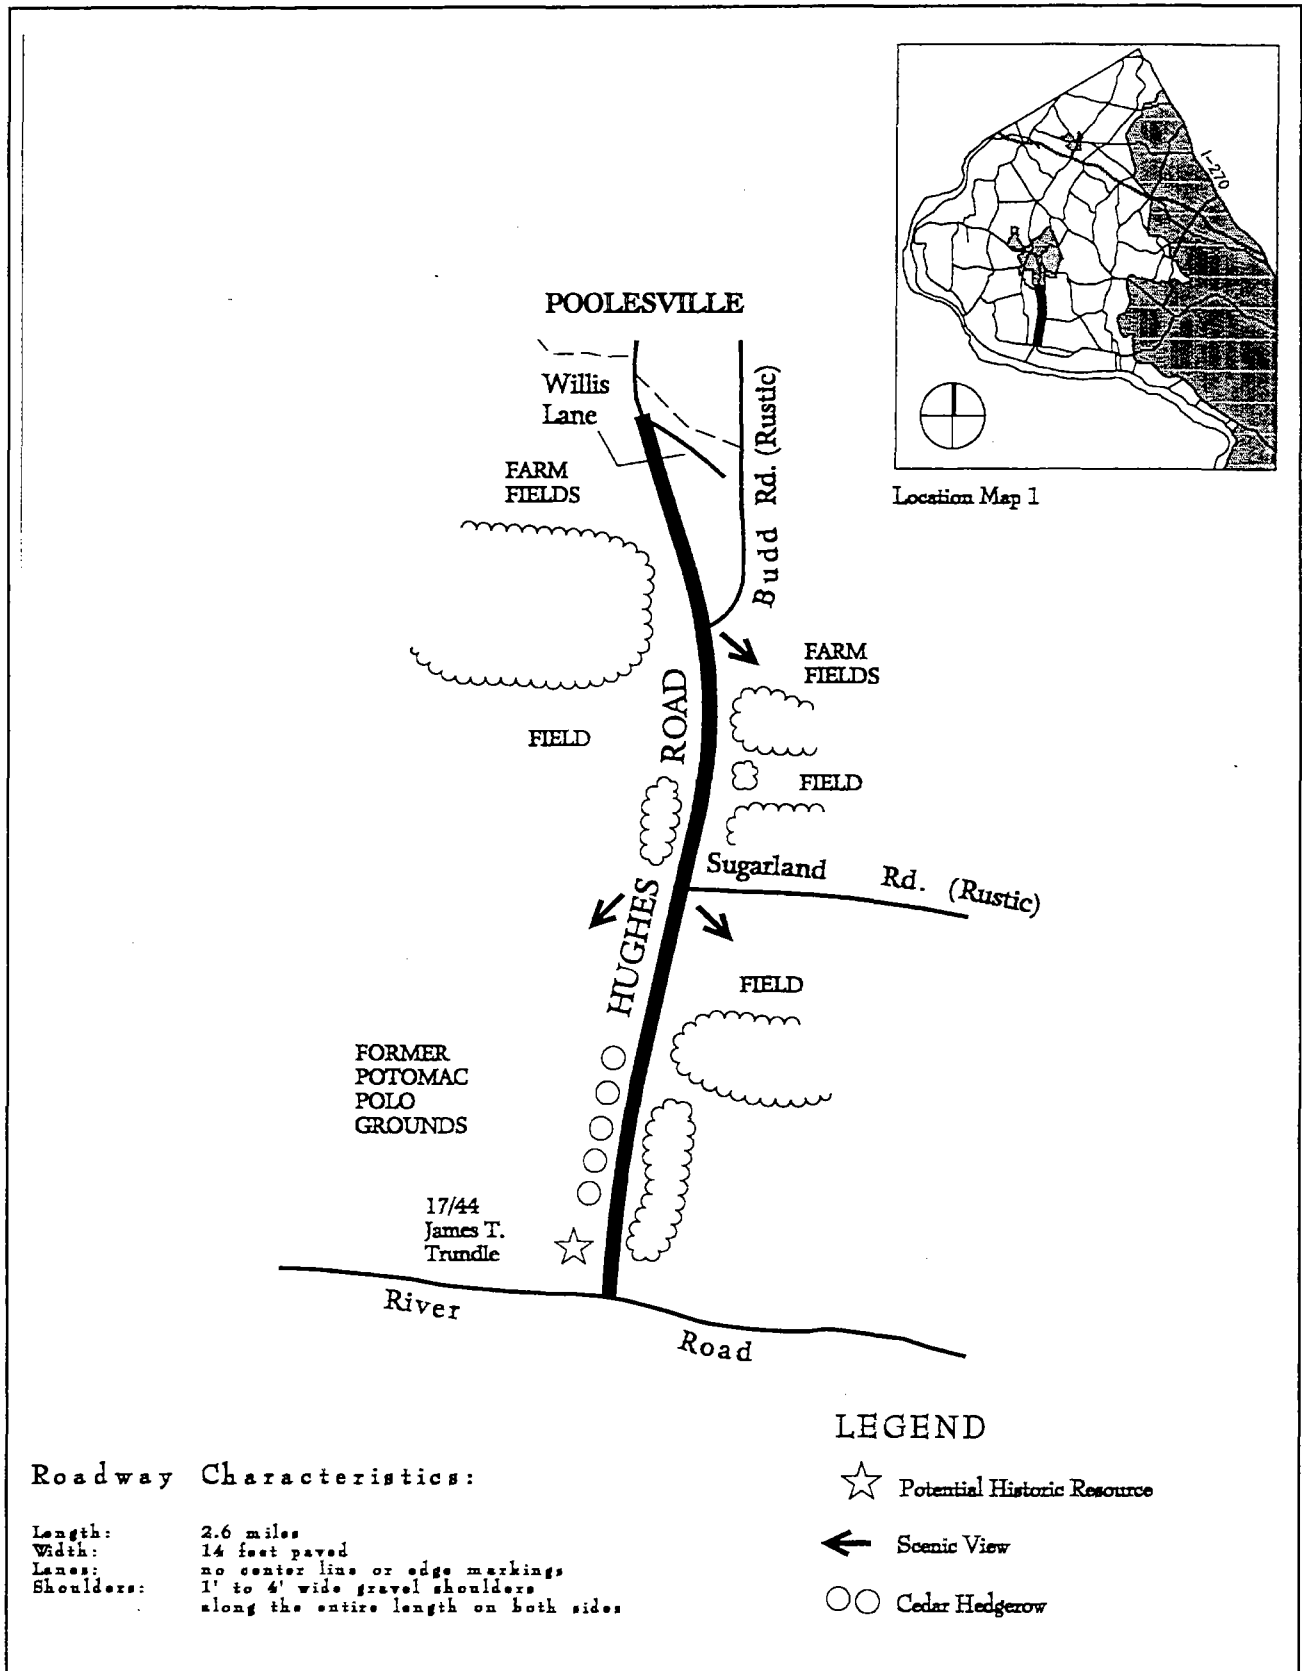 I-270
Location Map 1
POOLESVILLE
Willis
Lane
Budd Rd. (Rustic)
FARM
FIELDS
FARM
FIELDS
FIELD
FIELD
HUGHES ROAD
Sugarland Rd. (Rustic)
FIELD
FORMER
POTOMAC
POLO
GROUNDS
17/44
James T.
Trundle
River Road
LEGEND
Potential Historic Resource
Scenic View
Cedar Hedgerow
Roadway Characteristics:
Length: 2.6 miles
Width: 14 feet paved
Lanes: no center line or edge markings
Shoulders: 1' to 4' wide gravel shoulders
along the entire length on both sides